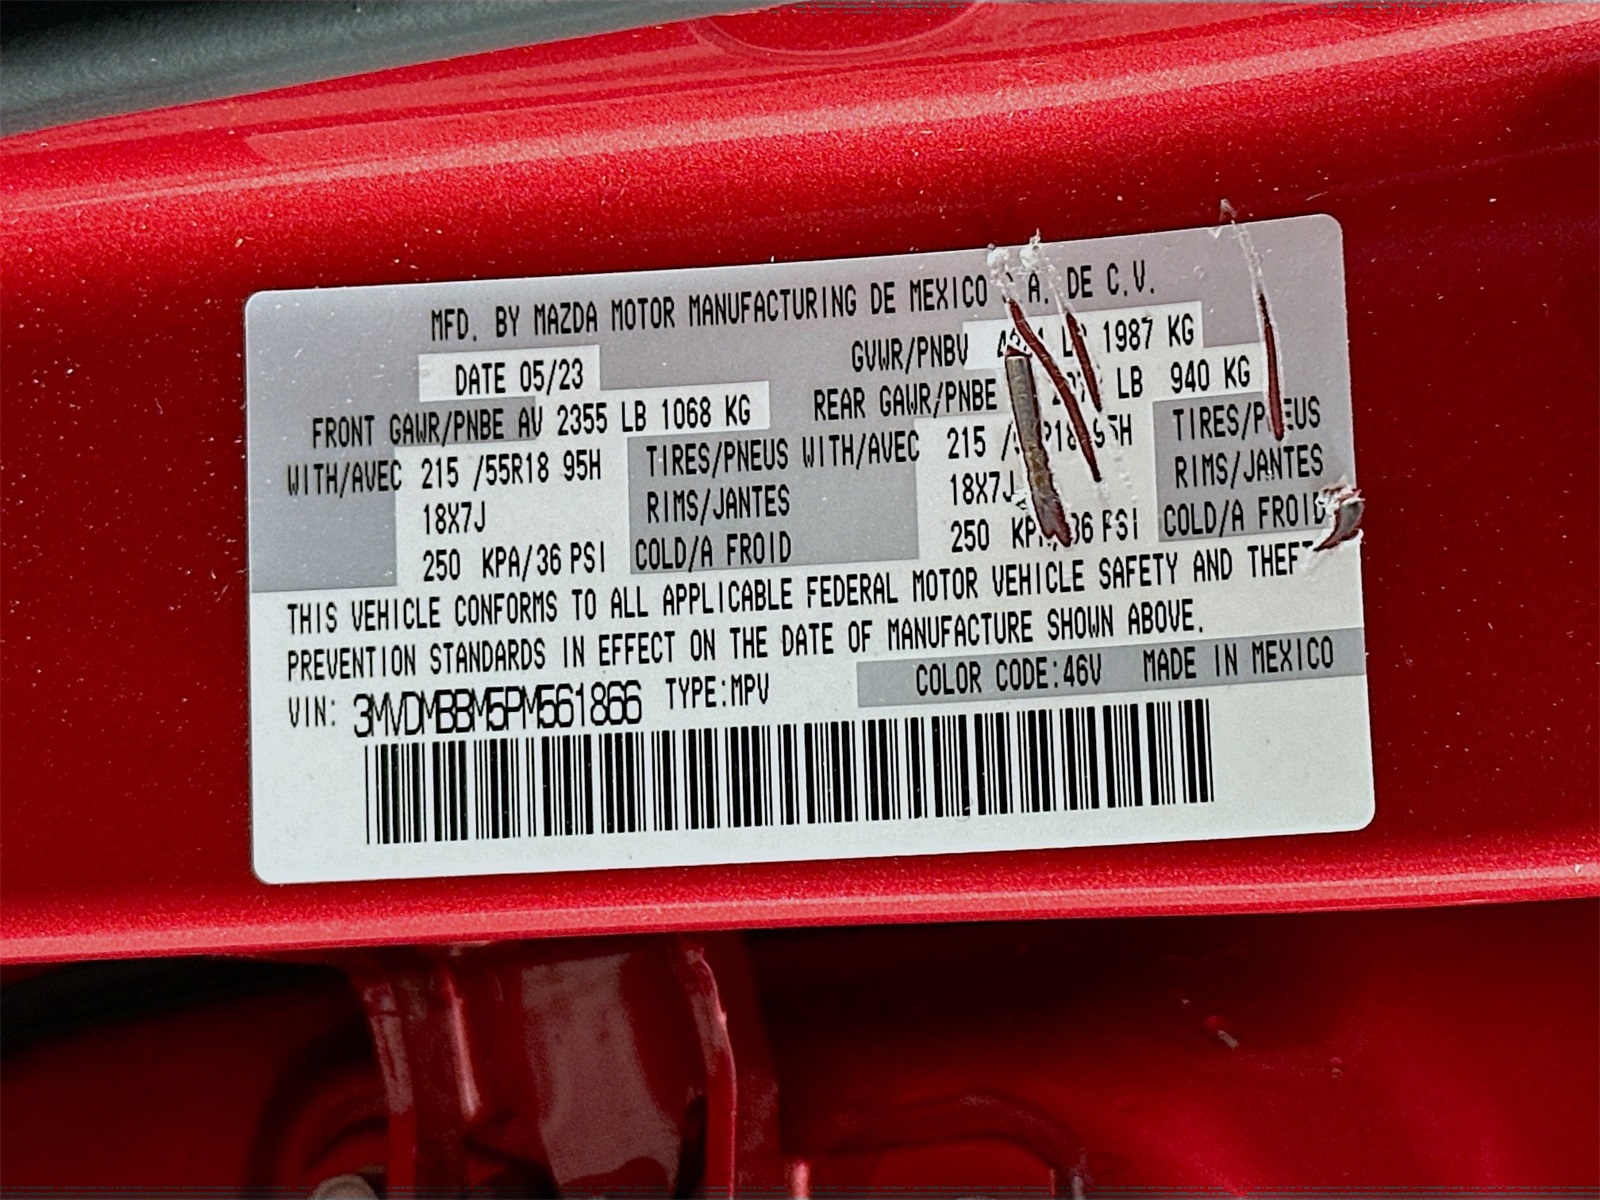 MFD. BY MAZDA MOTOR MANUFACTURING DE MEXICO A. DE C.V.
DATE 05/23 GVWR/PNBV 1987 KG
FRONT GAWR/PNBE AV 2355 LB 1068 KG REAR GAWR/PNBE LB 940 KG
WITH/AVEC 215 /55R18 95H TIRES/PNEUS WITH/AVEC 215 TIRES/PNEUS
18X7J RIMS/JANTES 18X7J RIMS/JANTES
250 KPA/36 PSI COLD/A FROID 250 KPA/36 PSI COLD/A FROID
THIS VEHICLE CONFORMS TO ALL APPLICABLE FEDERAL MOTOR VEHICLE SAFETY AND THEFT
PREVENTION STANDARDS IN EFFECT ON THE DATE OF MANUFACTURE SHOWN ABOVE.
VIN: 3MVDMBBM5PM561866 TYPE:MPV COLOR CODE:46V MADE IN MEXICO